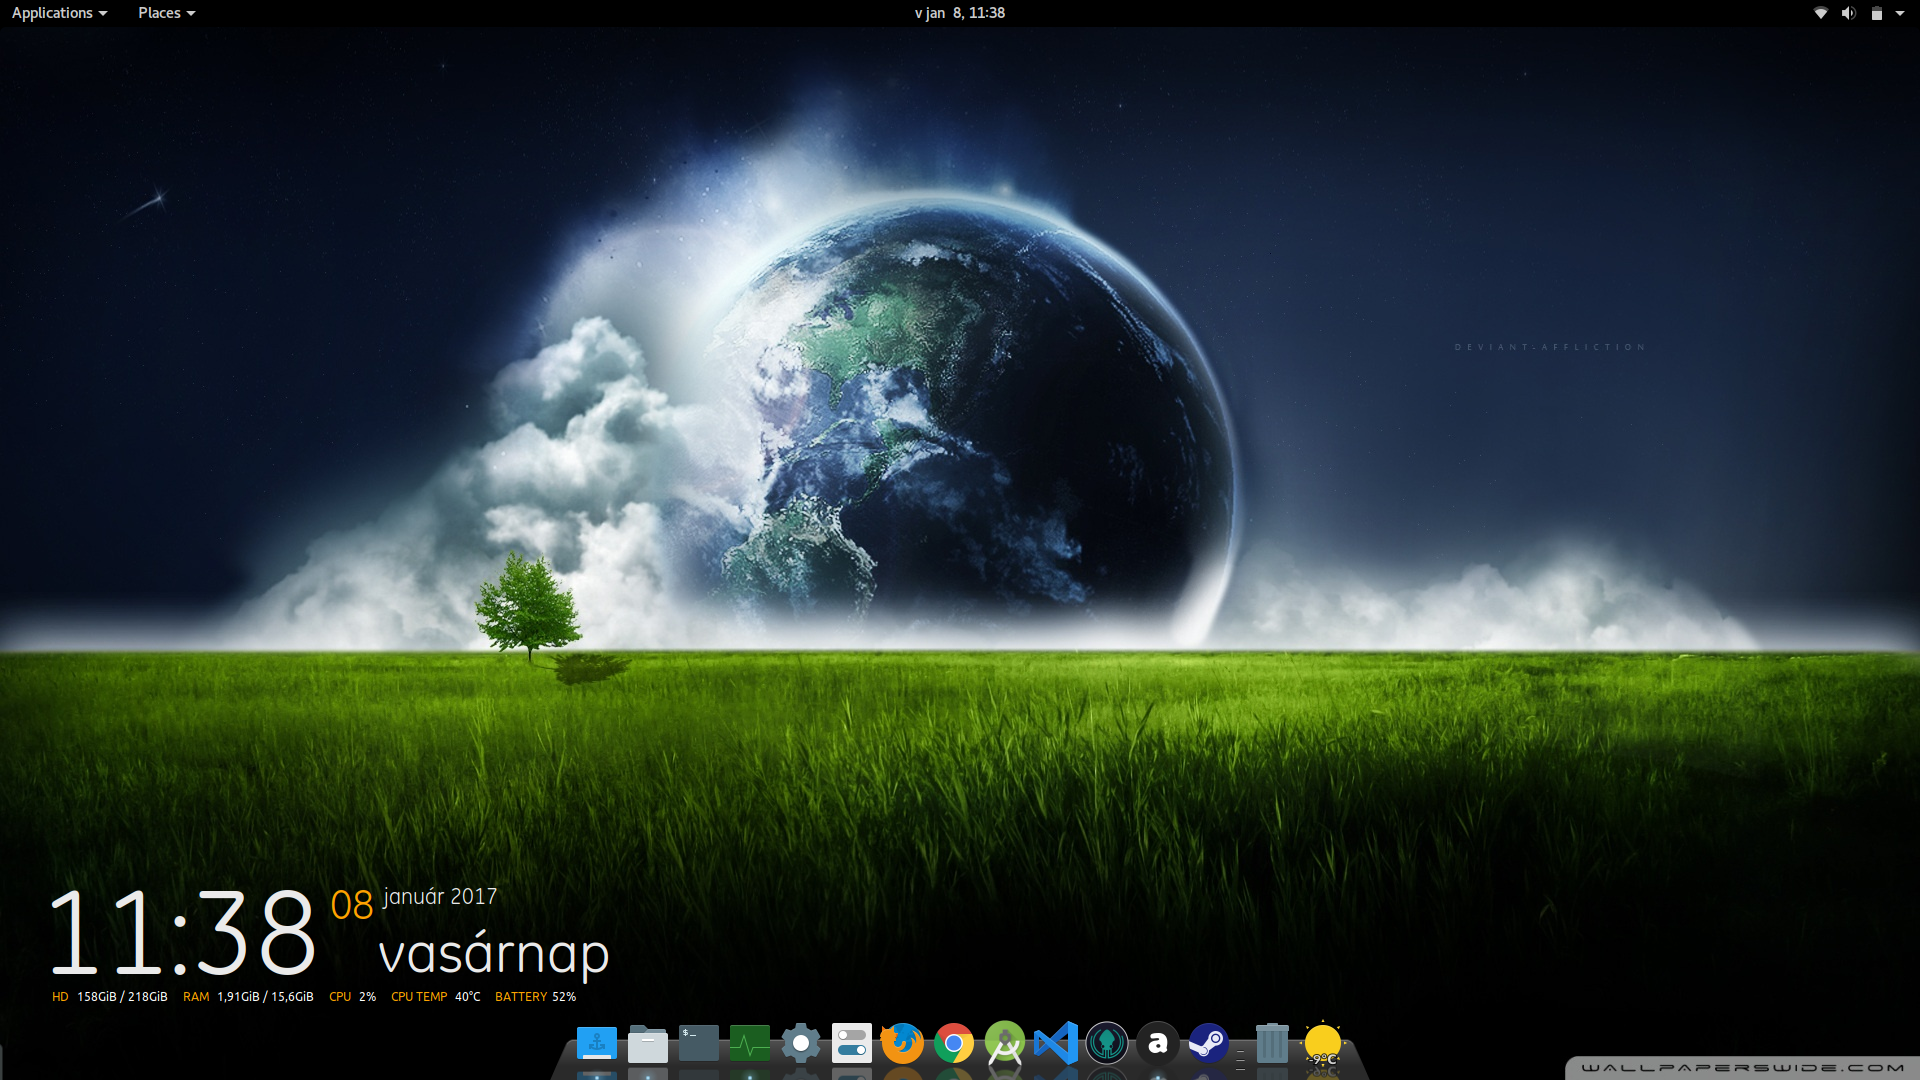 Applications Places v jan 8, 11:38
DEVIANT-AFFLICTION
11:38 08 január 2017
vasárnap
HD 158GiB / 218GiB RAM 1,91GiB / 15,6GiB CPU 2% CPU TEMP 40°C BATTERY 52%
$_
a
-9°C
WALLPAPERSWIDE.COM